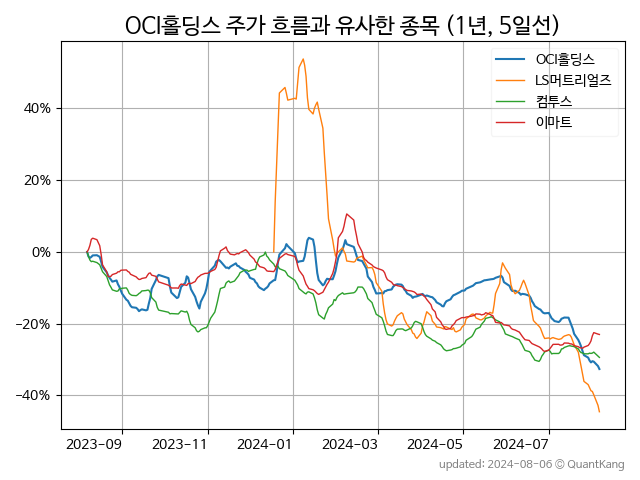 OCI홀딩스 주가 흐름과 유사한 종목 (1년, 5일선)
OCI홀딩스
LS머트리얼즈
컴투스
이마트
40%
20%
0%
−20%
−40%
2023-09
2023-11
2024-01
2024-03
2024-05
2024-07
updated: 2024-08-06 © QuantKang